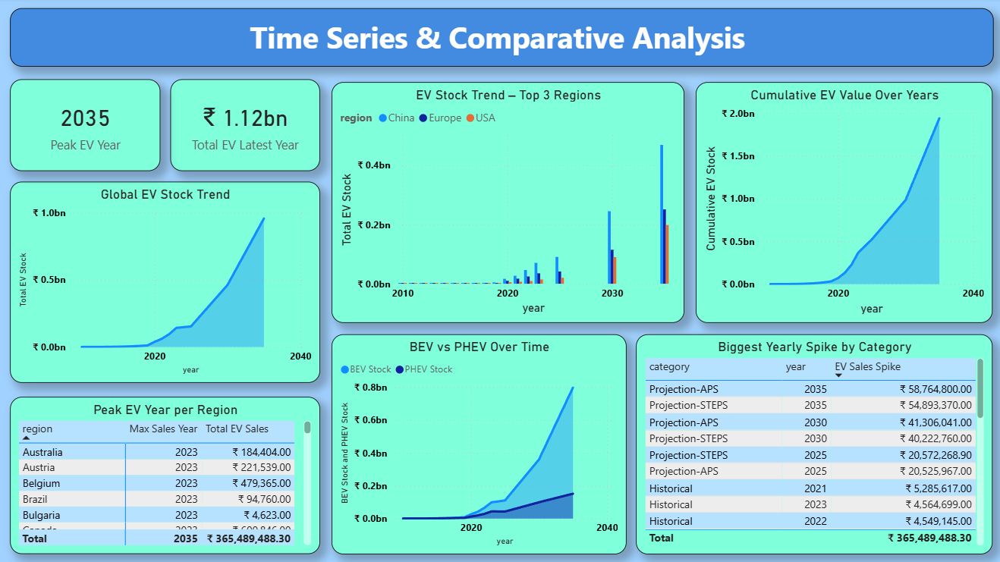 Time Series & Comparative Analysis
2035
Peak EV Year
₹ 1.12bn
Total EV Latest Year
Global EV Stock Trend
Total EV Stock
₹ 1.0bn
₹ 0.5bn
₹ 0.0bn
2020
2040
year
Peak EV Year per Region
region Max Sales Year Total EV Sales
Australia 2023 ₹ 184,404.00
Austria 2023 ₹ 221,539.00
Belgium 2023 ₹ 479,365.00
Brazil 2023 ₹ 94,760.00
Bulgaria 2023 ₹ 4,623.00
Total 2035 ₹ 365,489,488.30
EV Stock Trend – Top 3 Regions
region China Europe USA
Total EV Stock
₹ 0.4bn
₹ 0.2bn
₹ 0.0bn
2010 2020 2030
year
Cumulative EV Value Over Years
Cumulative EV Stock
₹ 2.0bn
₹ 1.5bn
₹ 1.0bn
₹ 0.5bn
₹ 0.0bn
2020 2040
year
BEV vs PHEV Over Time
BEV Stock PHEV Stock
BEV Stock and PHEV Stock
₹ 0.8bn
₹ 0.6bn
₹ 0.4bn
₹ 0.2bn
₹ 0.0bn
2020 2040
year
Biggest Yearly Spike by Category
category year EV Sales Spike
Projection-APS 2035 ₹ 58,764,800.00
Projection-STEPS 2035 ₹ 54,893,370.00
Projection-APS 2030 ₹ 41,306,041.00
Projection-STEPS 2030 ₹ 40,222,760.00
Projection-STEPS 2025 ₹ 20,572,268.90
Projection-APS 2025 ₹ 20,525,967.00
Historical 2021 ₹ 5,285,617.00
Historical 2023 ₹ 4,564,699.00
Historical 2022 ₹ 4,549,145.00
Total ₹ 365,489,488.30